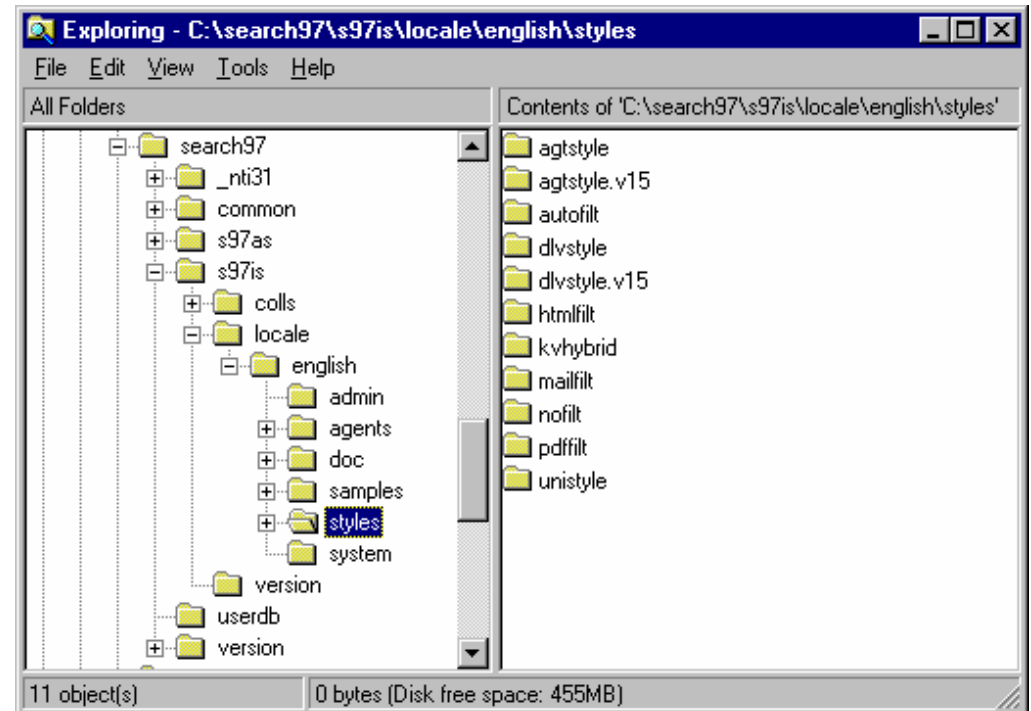 Exploring - C:\search97\s97is\locale\english\styles
File Edit View Tools Help
All Folders
Contents of 'C:\search97\s97is\locale\english\styles'
search97
_nti31
common
s97as
s97is
colls
locale
english
admin
agents
doc
samples
styles
system
version
userdb
version
agtstyle
agtstyle.v15
autofilt
dlvstyle
dlvstyle.v15
htmlfilt
kvhybrid
mailfilt
nofilt
pdffilt
unistyle
11 object(s)
0 bytes (Disk free space: 455MB)